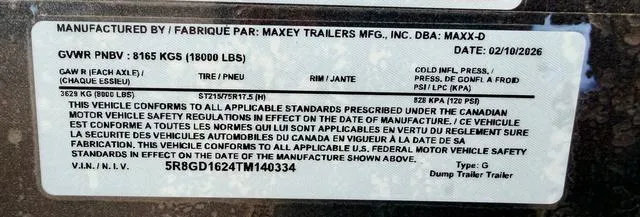 MANUFACTURED BY / FABRIQUÉ PAR: MAXEY TRAILERS MFG., INC. DBA: MAXX-D
GVWR PNBV : 8165 KGS (18000 LBS) DATE: 02/10/2026
GAWR (EACH AXLE) / (CHAQUE ESSIEU) TIRE / PNEU RIM / JANTE COLD INFL. PRESS. / PRESS. DE GONFL A FROID PSI / LPC (KPA)
3629 KG (8000 LBS) ST215/75R17.5 (H) 828 KPA (120 PSI)
THIS VEHICLE CONFORMS TO ALL APPLICABLE STANDARDS PRESCRIBED UNDER THE CANADIAN
MOTOR VEHICLE SAFETY REGULATIONS IN EFFECT ON THE DATE OF MANUFACTURE. / CE VEHICULE
EST CONFORME A TOUTES LES NORMES QUI LUI SONT APPLICABLES EN VERTU DU REGLEMENT SUR
LA SECURITE DES VEHICULES AUTOMOBILES DU CANADA EN VIGUEUR À LA DATE DE SA
FABRICATION. THIS VEHICLE CONFORMS TO ALL APPLICABLE U.S. FEDERAL MOTOR VEHICLE SAFETY
STANDARDS IN EFFECT ON THE DATE OF THE MANUFACTURER SHOWN ABOVE.
V.I.N. / N.I.V. 5R8GD1624TM140334 Type: G
Dump Trailer Trailer